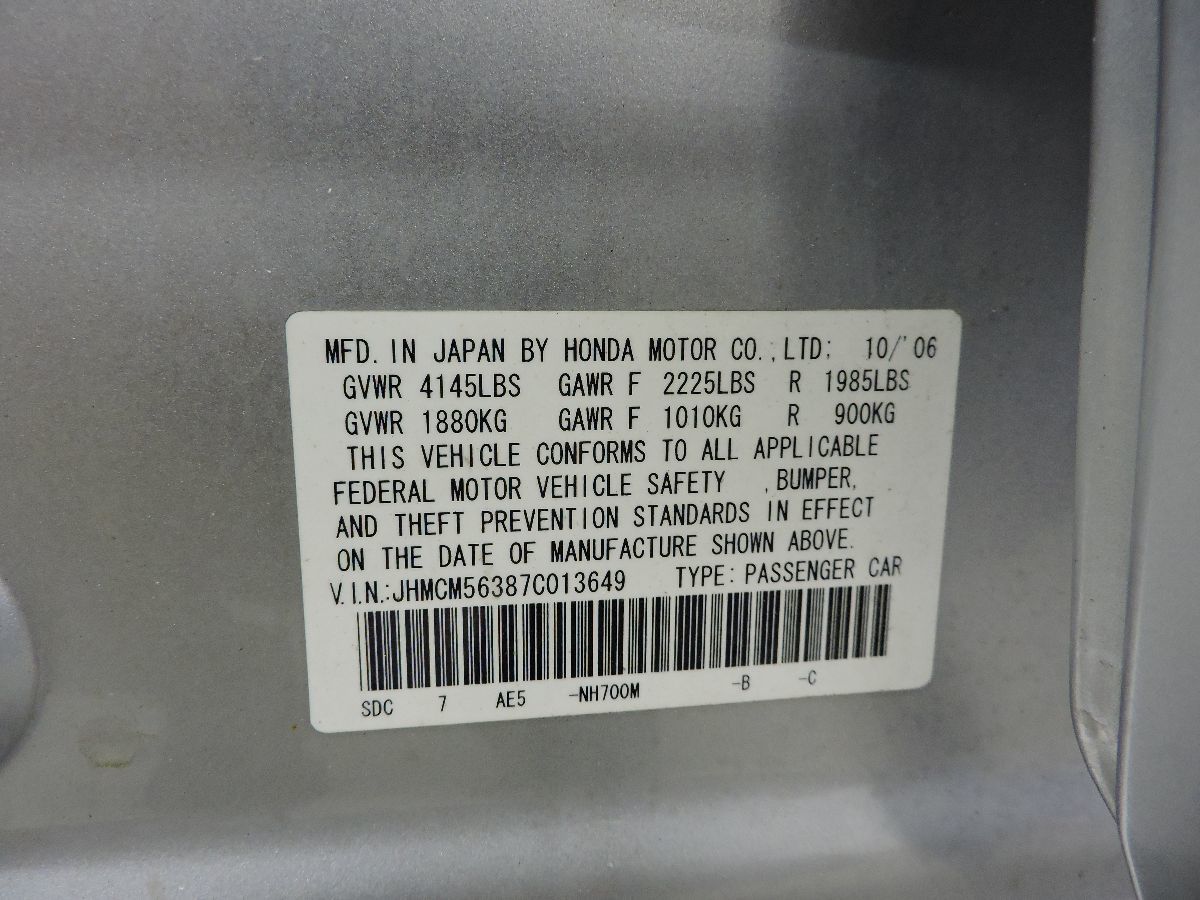 MFD. IN JAPAN BY HONDA MOTOR CO., LTD; 10/'06
GVWR 4145LBS GAWR F 2225LBS R 1985LBS
GVWR 1880KG GAWR F 1010KG R 900KG
THIS VEHICLE CONFORMS TO ALL APPLICABLE
FEDERAL MOTOR VEHICLE SAFETY , BUMPER,
AND THEFT PREVENTION STANDARDS IN EFFECT
ON THE DATE OF MANUFACTURE SHOWN ABOVE.
V.I.N.:JHMCM56387C013649 TYPE: PASSENGER CAR
SDC 7 AE5 -NH700M -B -C